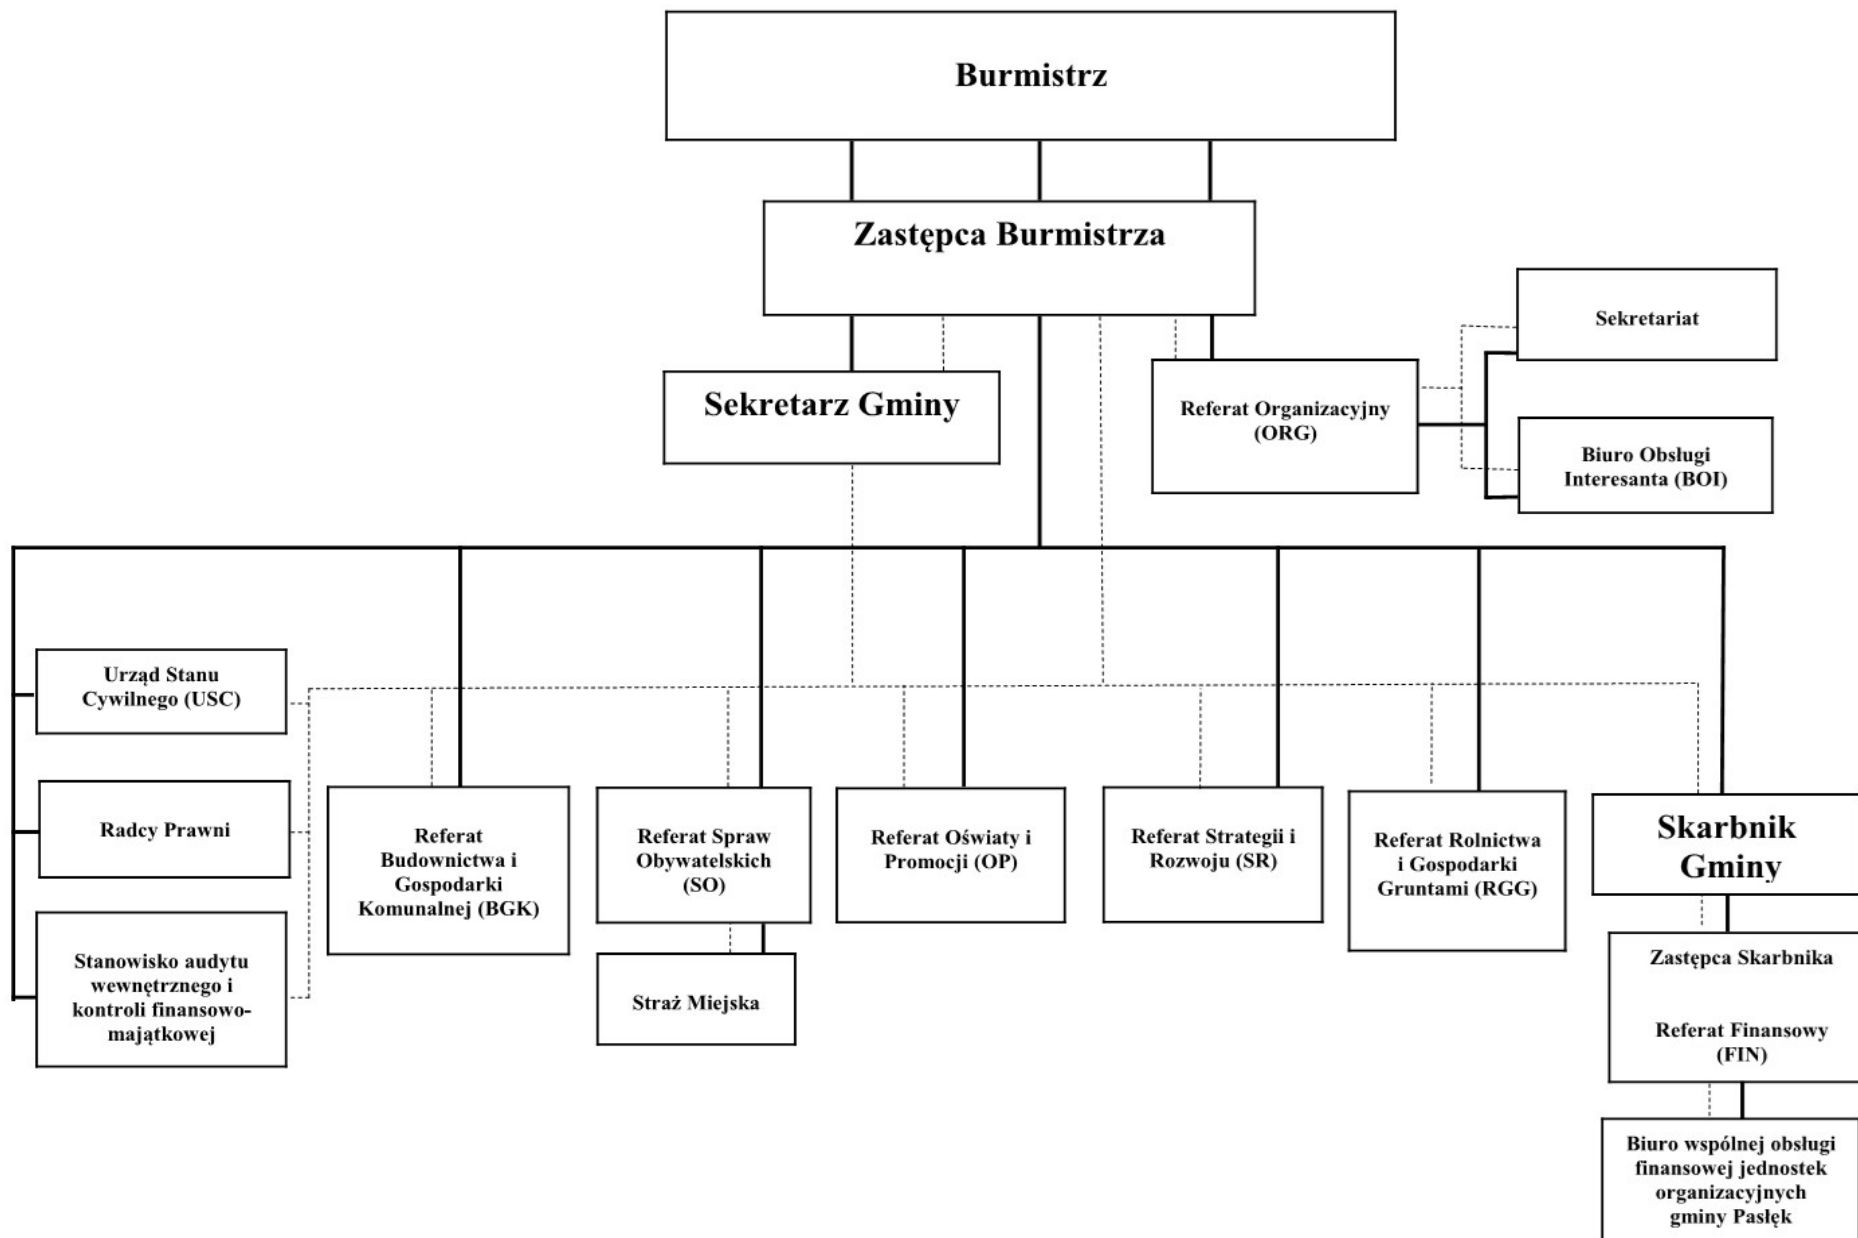 Burmistrz
Zastępca Burmistrza
Sekretariat
Sekretarz Gminy
Referat Organizacyjny
(ORG)
Biuro Obsługi
Interesanta (BOI)
Urząd Stanu
Cywilnego (USC)
Radcy Prawni
Stanowisko audytu
wewnętrznego i
kontroli finansowo-
majątkowej
Referat
Budownictwa i
Gospodarki
Komunalnej (BGK)
Referat Spraw
Obywatelskich
(SO)
Straż Miejska
Referat Oświaty i
Promocji (OP)
Referat Strategii i
Rozwoju (SR)
Referat Rolnictwa
i Gospodarki
Gruntami (RGG)
Skarbnik
Gminy
Zastępca Skarbnika
Referat Finansowy
(FIN)
Biuro wspólnej obsługi
finansowej jednostek
organizacyjnych
gminy Pasłęk